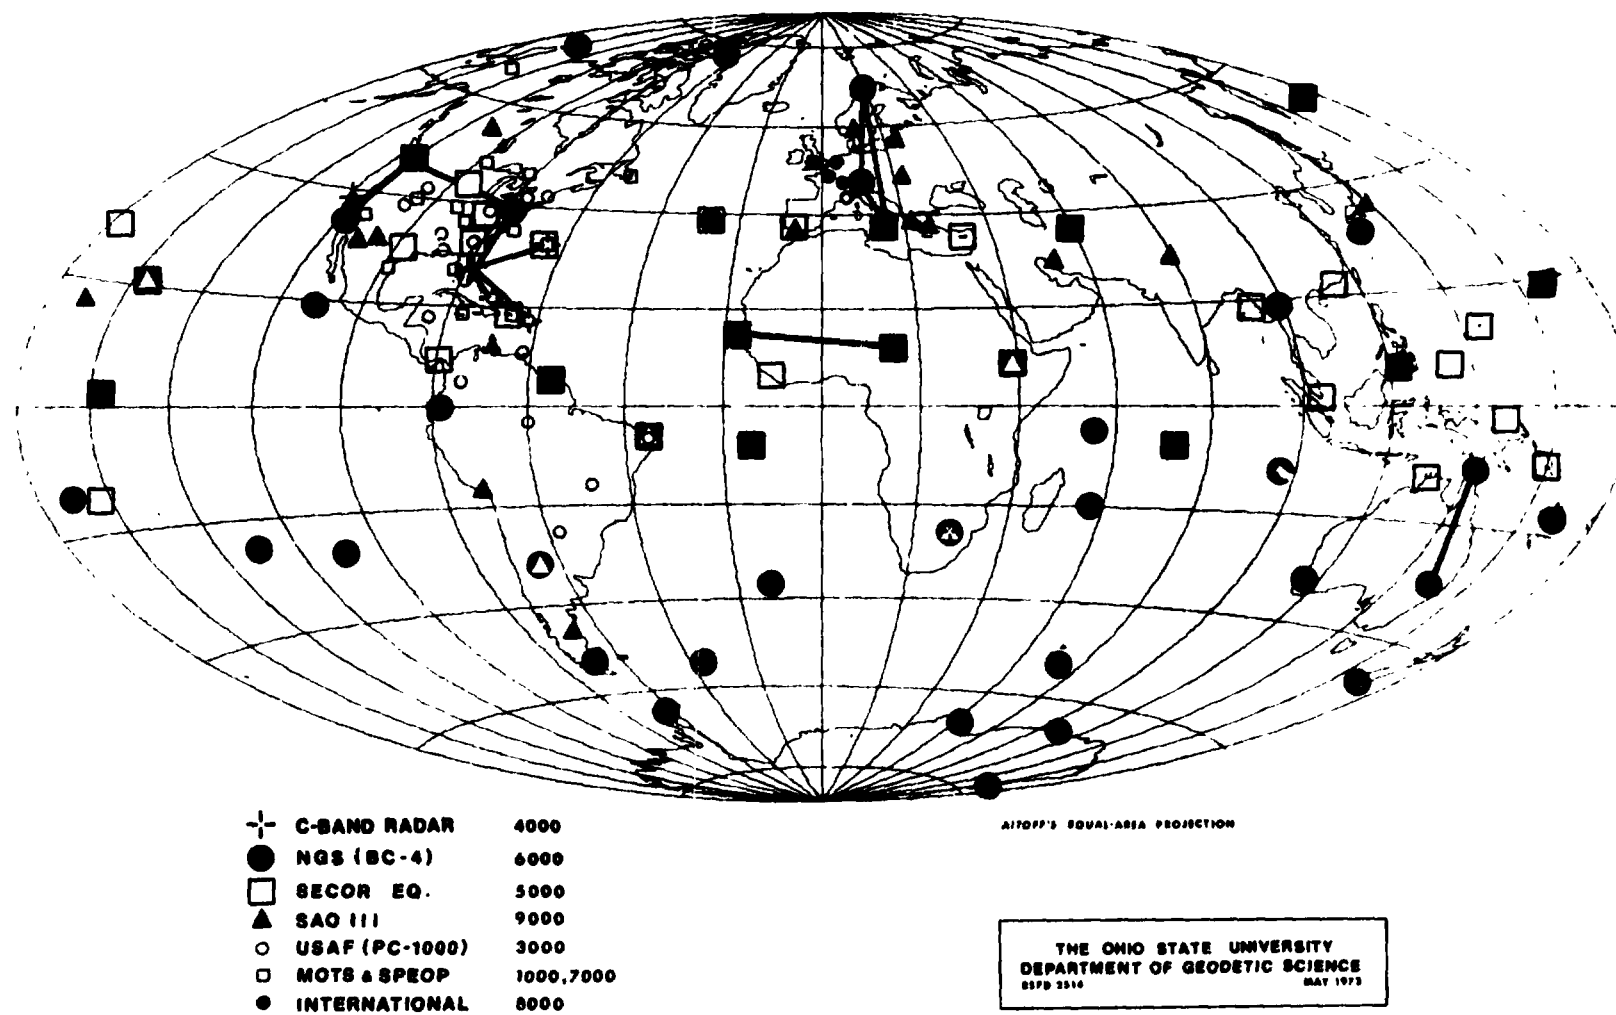 C-BAND RADAR 4000
NGS (BC-4) 6000
SECOR EQ. 5000
SAO III 9000
USAF (PC-1000) 3000
MOTS & SPEOP 1000,7000
INTERNATIONAL 8000
AITOFF'S EQUAL-AREA PROJECTION
THE OHIO STATE UNIVERSITY
DEPARTMENT OF GEODETIC SCIENCE
MAY 1973